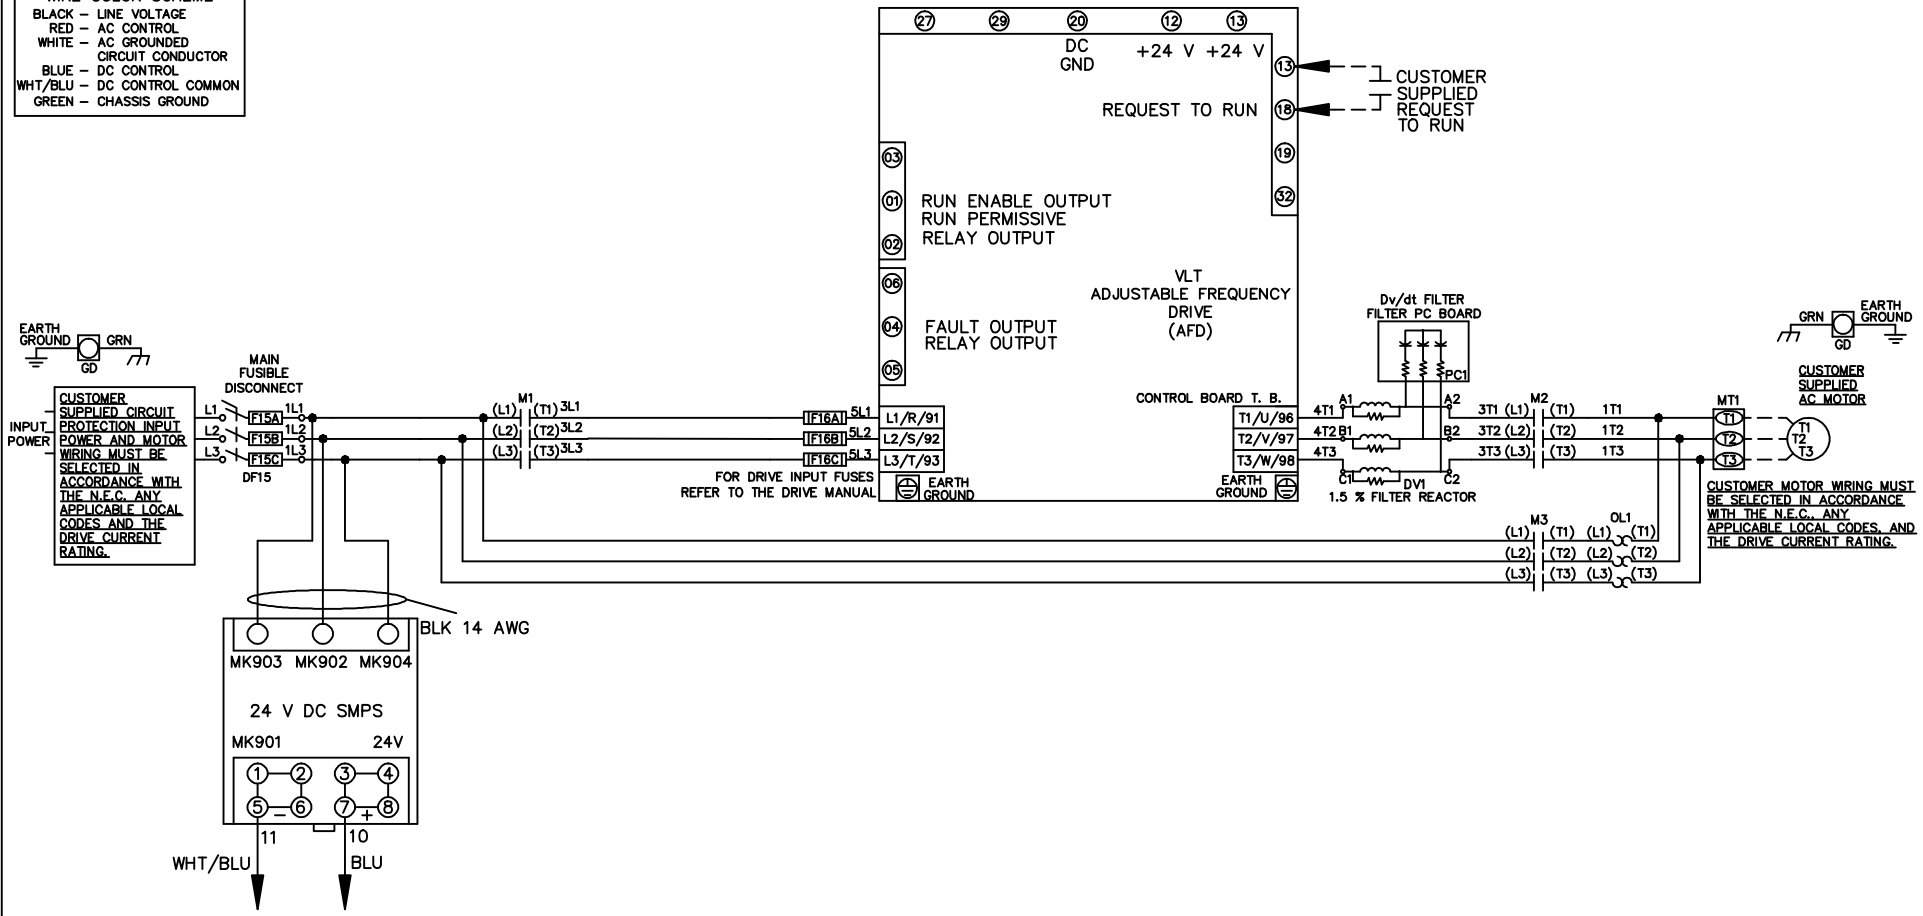 BLACK – LINE VOLTAGE
RED – AC CONTROL
WHITE – AC GROUNDED
CIRCUIT CONDUCTOR
BLUE – DC CONTROL
WHT/BLU – DC CONTROL COMMON
GREEN – CHASSIS GROUND
27 29 20 12 13
DC
GND
+24 V +24 V
13
REQUEST TO RUN 18
19
32
CUSTOMER
SUPPLIED
REQUEST
TO RUN
03
01
02
RUN ENABLE OUTPUT
RUN PERMISSIVE
RELAY OUTPUT
06
04
05
FAULT OUTPUT
RELAY OUTPUT
VLT
ADJUSTABLE FREQUENCY
DRIVE
(AFD)
Dv/dt FILTER
FILTER PC BOARD
PC1
EARTH
GROUND
GRN
GD
MAIN
FUSIBLE
DISCONNECT
INPUT
POWER
CUSTOMER
SUPPLIED CIRCUIT
PROTECTION INPUT
POWER AND MOTOR
WIRING MUST BE
SELECTED IN
ACCORDANCE WITH
THE N.E.C. ANY
APPLICABLE LOCAL
CODES AND THE
DRIVE CURRENT
RATING.
L1 F15A 1L1
L2 F15B 1L2
L3 F15C 1L3
DF15
M1
(L1) (T1) 3L1
(L2) (T2) 3L2
(L3) (T3) 3L3
F16A 5L1
F16B 5L2
F16C 5L3
FOR DRIVE INPUT FUSES
REFER TO THE DRIVE MANUAL
L1/R/91
L2/S/92
L3/T/93
EARTH
GROUND
CONTROL BOARD T. B.
T1/U/96
T2/V/97
T3/W/98
EARTH
GROUND
4T1 A1 A2
4T2 B1 B2
4T3 C1 C2
DV1
1.5 % FILTER REACTOR
M2
3T1 (L1) (T1) 1T1
3T2 (L2) (T2) 1T2
3T3 (L3) (T3) 1T3
MT1
T1
T2
T3
T1
T2
T3
GRN
GD
EARTH
GROUND
CUSTOMER
SUPPLIED
AC MOTOR
CUSTOMER MOTOR WIRING MUST
BE SELECTED IN ACCORDANCE
WITH THE N.E.C., ANY
APPLICABLE LOCAL CODES, AND
THE DRIVE CURRENT RATING.
M3 OL1
(L1) (T1) (L1) (T1)
(L2) (T2) (L2) (T2)
(L3) (T3) (L3) (T3)
BLK 14 AWG
MK903 MK902 MK904
24 V DC SMPS
MK901 24V
1 2 3 4
5 6 7 8
– +
11 10
WHT/BLU BLU